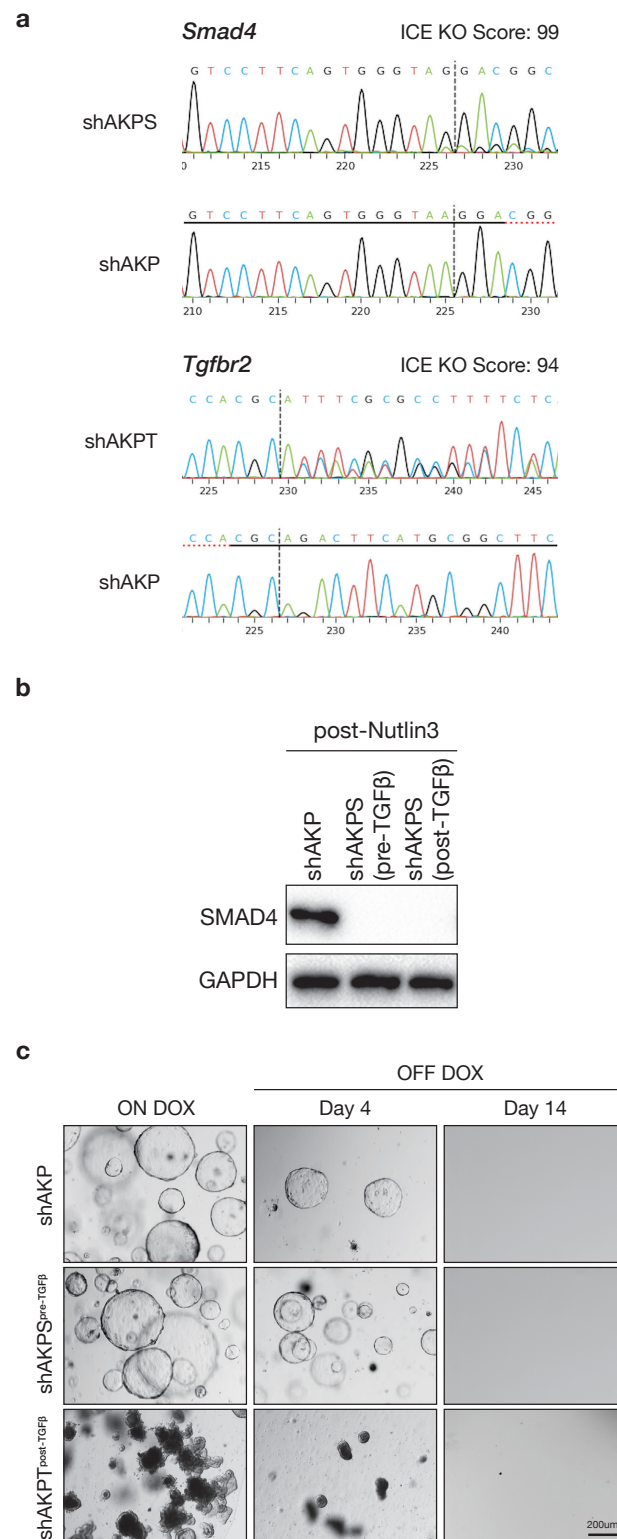 a
Smad4 ICE KO Score: 99
G T C C T T C A G T G G G T A G G A C G G C
shAKPS
0 215 220 225 230
G T C C T T C A G T G G G T A A G G A C G G
shAKP
210 215 220 225 230
Tgfbr2 ICE KO Score: 94
C C A C G C A T T T C G C G C C T T T T C T C
shAKPT
225 230 235 240 245
C C A C G C A G A C T T C A T G C G G C T T C
shAKP
225 230 235 240
b
post-Nutlin3
shAKP
shAKPS
(pre-TGFβ)
shAKPS
(post-TGFβ)
SMAD4
GAPDH
c
OFF DOX
ON DOX Day 4 Day 14
shAKP
shAKPSpre-TGFβ
shAKPTpost-TGFβ
200um